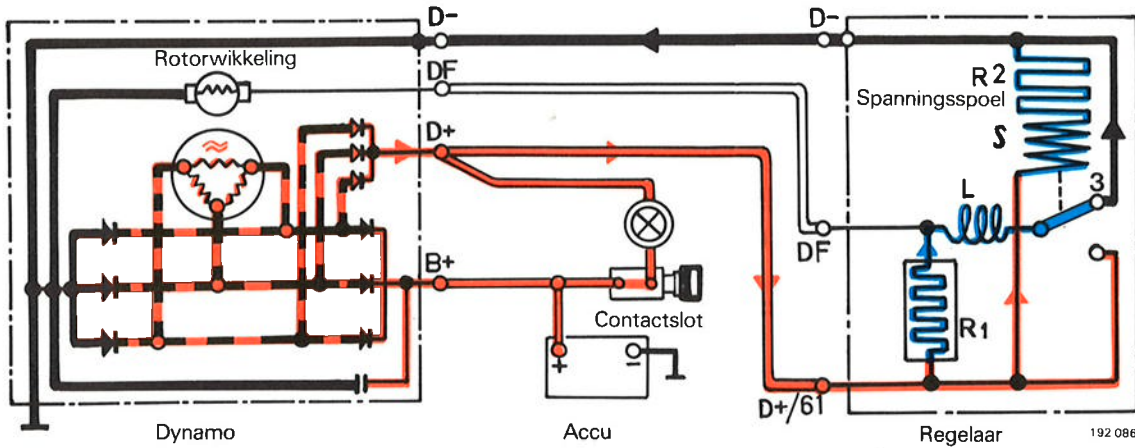 D-
D-
Rotorwikkeling
DF
R2
Spanningsspoel
D+
S
L
3
DF
B+
Contactslot
R1
+
-
D+/61
Dynamo
Accu
Regelaar
192 086